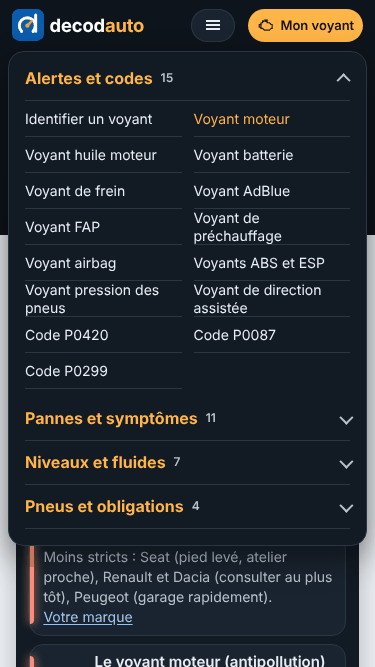 decodauto
Mon voyant
Alertes et codes 15
Identifier un voyant
Voyant moteur
Voyant huile moteur
Voyant batterie
Voyant de frein
Voyant AdBlue
Voyant FAP
Voyant de
préchauffage
Voyant airbag
Voyants ABS et ESP
Voyant pression des
pneus
Voyant de direction
assistée
Code P0420
Code P0087
Code P0299
Pannes et symptômes 11
Niveaux et fluides 7
Pneus et obligations 4
Moins stricts : Seat (pied levé, atelier
proche), Renault et Dacia (consulter au plus
tôt), Peugeot (garage rapidement).
Votre marque
Le voyant moteur (antipollution)